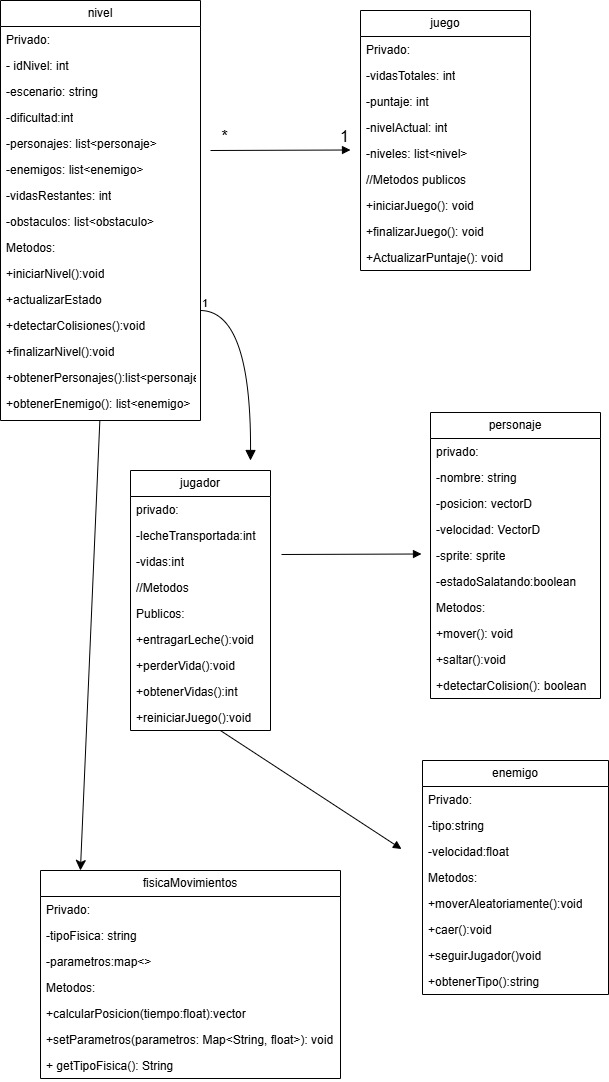 nivel
Privado:
- idNivel: int
-escenario: string
-dificultad:int
-personajes: list<personaje>
-enemigos: list<enemigo>
-vidasRestantes: int
-obstaculos: list<obstaculo>
Metodos:
+iniciarNivel():void
+actualizarEstado
+detectarColisiones():void
+finalizarNivel():void
+obtenerPersonajes():list<personaje
+obtenerEnemigo(): list<enemigo>
*
1
juego
Privado:
-vidasTotales: int
-puntaje: int
-nivelActual: int
-niveles: list<nivel>
//Metodos publicos
+iniciarJuego(): void
+finalizarJuego(): void
+ActualizarPuntaje(): void
1
jugador
privado:
-lecheTransportada:int
-vidas:int
//Metodos
Publicos:
+entragarLeche():void
+perderVida():void
+obtenerVidas():int
+reiniciarJuego():void
personaje
privado:
-nombre: string
-posicion: vectorD
-velocidad: VectorD
-sprite: sprite
-estadoSalatando:boolean
Metodos:
+mover(): void
+saltar():void
+detectarColision(): boolean
enemigo
Privado:
-tipo:string
-velocidad:float
Metodos:
+moverAleatoriamente():void
+caer():void
+seguirJugador()void
+obtenerTipo():string
fisicaMovimientos
Privado:
-tipoFisica: string
-parametros:map<>
Metodos:
+calcularPosicion(tiempo:float):vector
+setParametros(parametros: Map<String, float>): void
+ getTipoFisica(): String